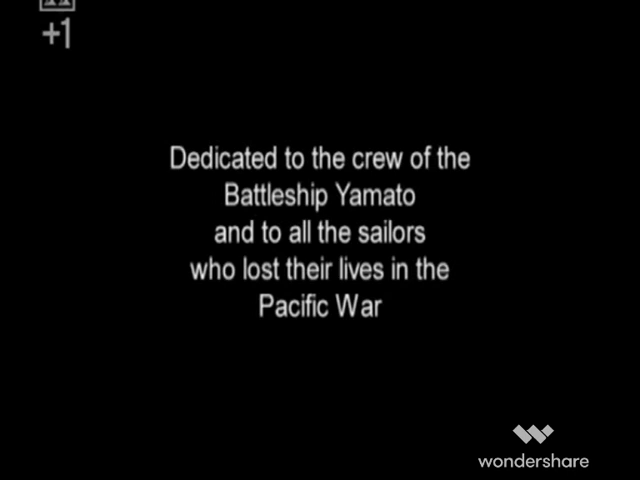 +1
Dedicated to the crew of the
Battleship Yamato
and to all the sailors
who lost their lives in the
Pacific War
wondershare